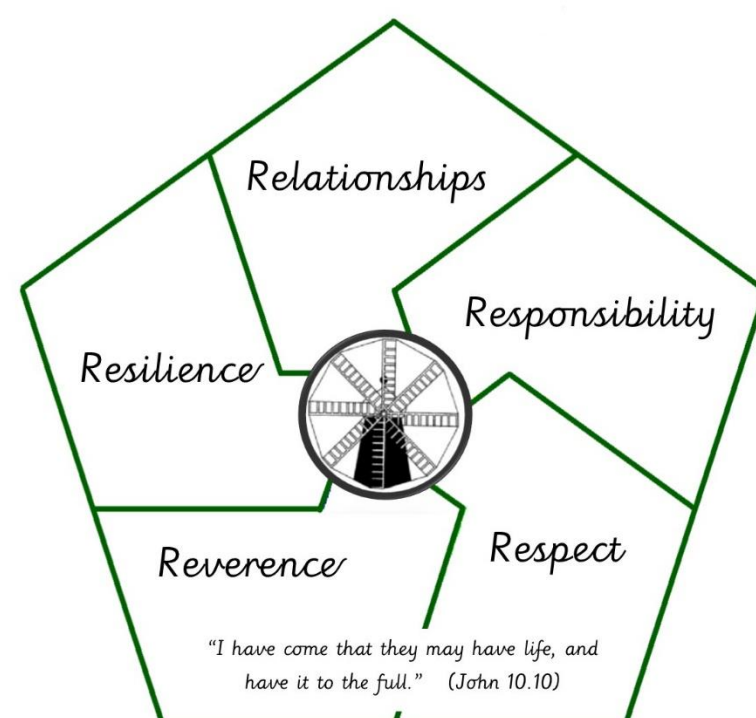 Relationships
Responsibility
Resilience
Reverence
Respect
"I have come that they may have life, and
have it to the full." (John 10.10)